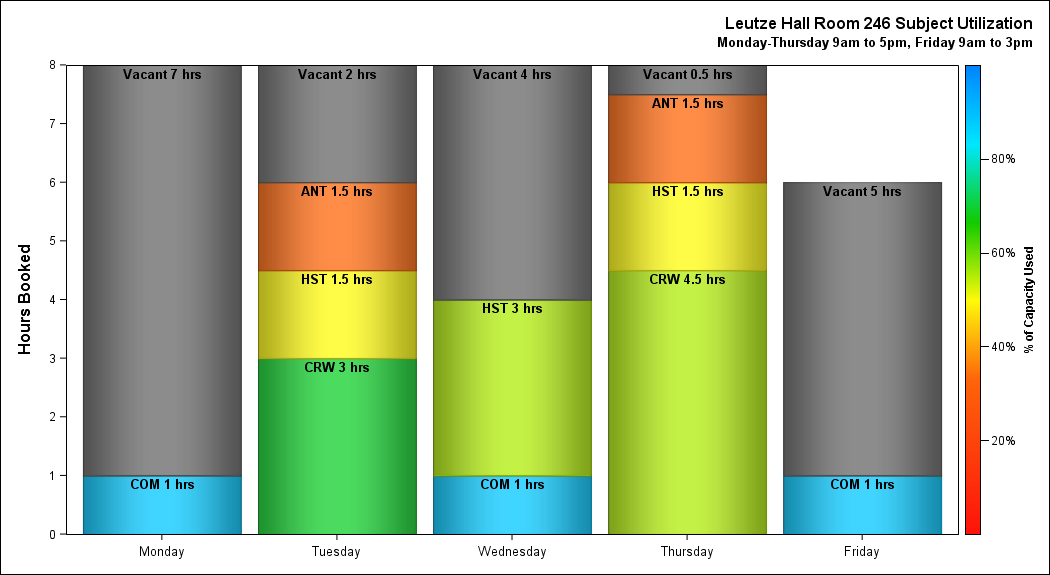 Leutze Hall Room 246 Subject Utilization
Monday-Thursday 9am to 5pm, Friday 9am to 3pm
Hours Booked
8
7
6
5
4
3
2
1
0
Vacant 7 hrs
COM 1 hrs
Vacant 2 hrs
ANT 1.5 hrs
HST 1.5 hrs
CRW 3 hrs
Vacant 4 hrs
HST 3 hrs
COM 1 hrs
Vacant 0.5 hrs
ANT 1.5 hrs
HST 1.5 hrs
CRW 4.5 hrs
Vacant 5 hrs
COM 1 hrs
Monday
Tuesday
Wednesday
Thursday
Friday
80%
60%
40%
20%
% of Capacity Used